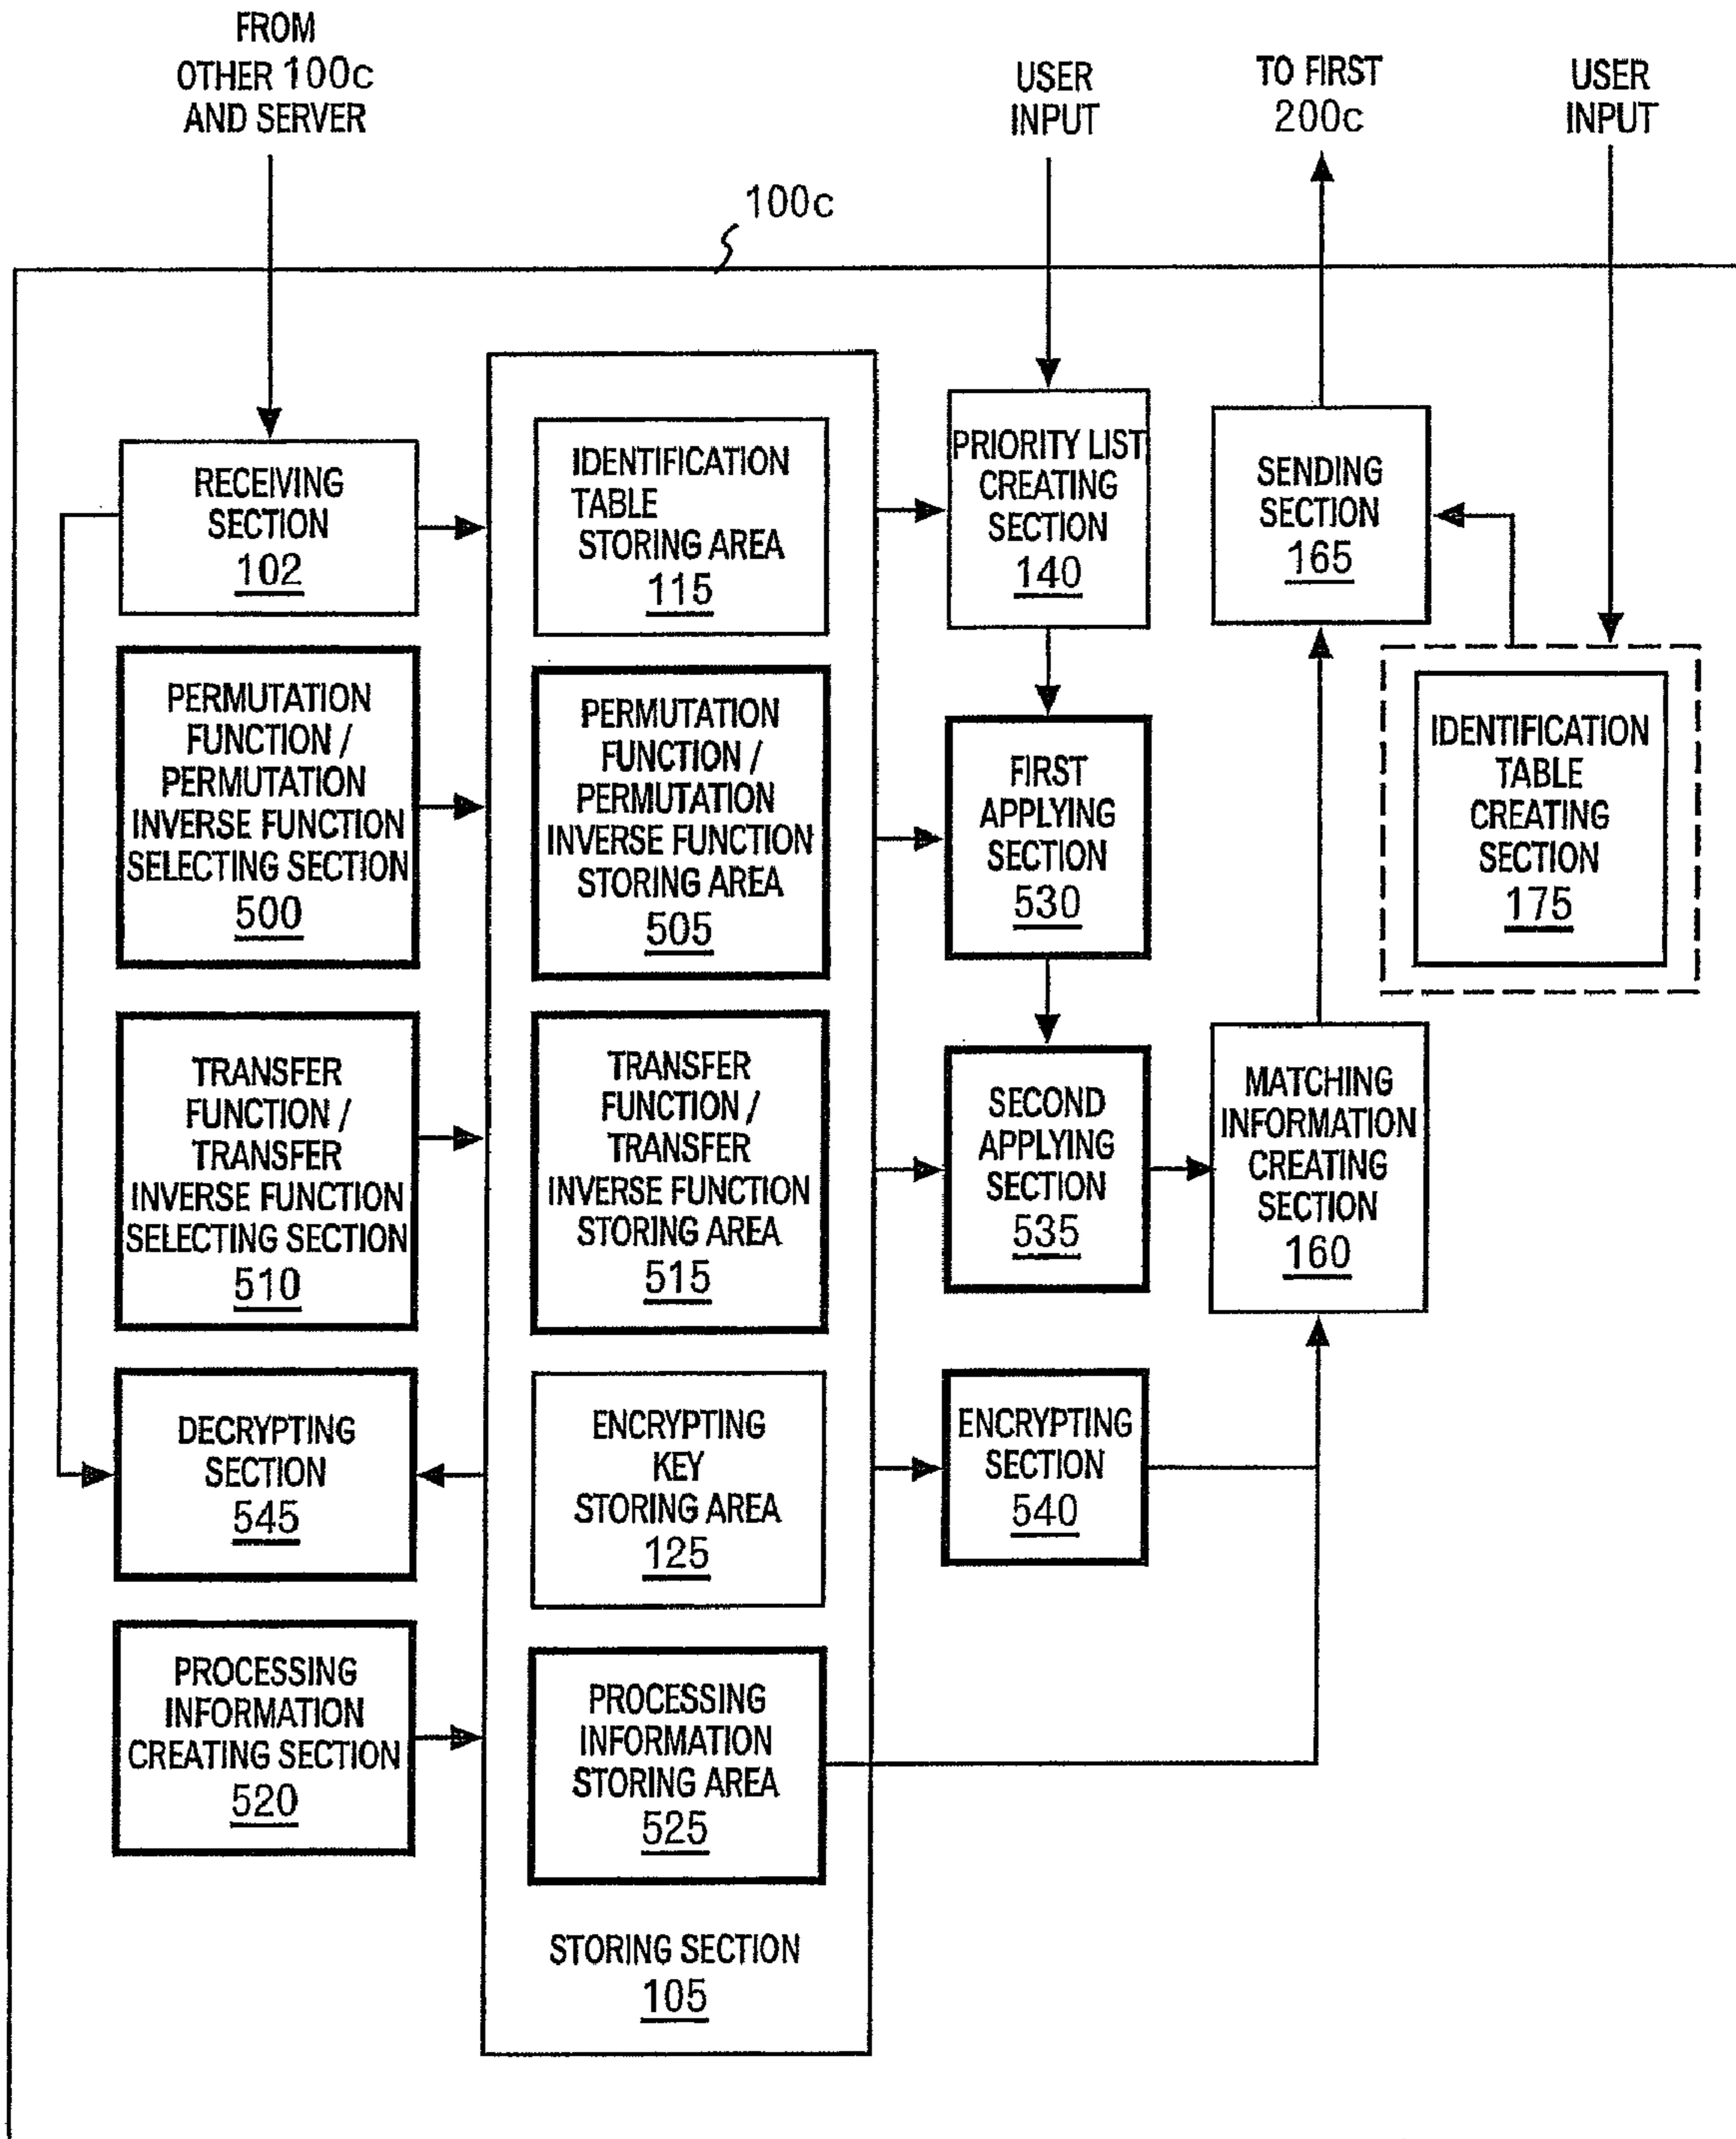 FROM
OTHER 100c
AND SERVER
USER
INPUT
TO FIRST
200c
USER
INPUT
100c
RECEIVING
SECTION
102
PERMUTATION
FUNCTION /
PERMUTATION
INVERSE FUNCTION
SELECTING SECTION
500
TRANSFER
FUNCTION /
TRANSFER
INVERSE FUNCTION
SELECTING SECTION
510
DECRYPTING
SECTION
545
PROCESSING
INFORMATION
CREATING SECTION
520
IDENTIFICATION
TABLE
STORING AREA
115
PERMUTATION
FUNCTION /
PERMUTATION
INVERSE FUNCTION
STORING AREA
505
TRANSFER
FUNCTION /
TRANSFER
INVERSE FUNCTION
STORING AREA
515
ENCRYPTING
KEY
STORING AREA
125
PROCESSING
INFORMATION
STORING AREA
525
STORING SECTION
105
PRIORITY LIST
CREATING
SECTION
140
FIRST
APPLYING
SECTION
530
SECOND
APPLYING
SECTION
535
ENCRYPTING
SECTION
540
SENDING
SECTION
165
MATCHING
INFORMATION
CREATING
SECTION
160
IDENTIFICATION
TABLE
CREATING
SECTION
175